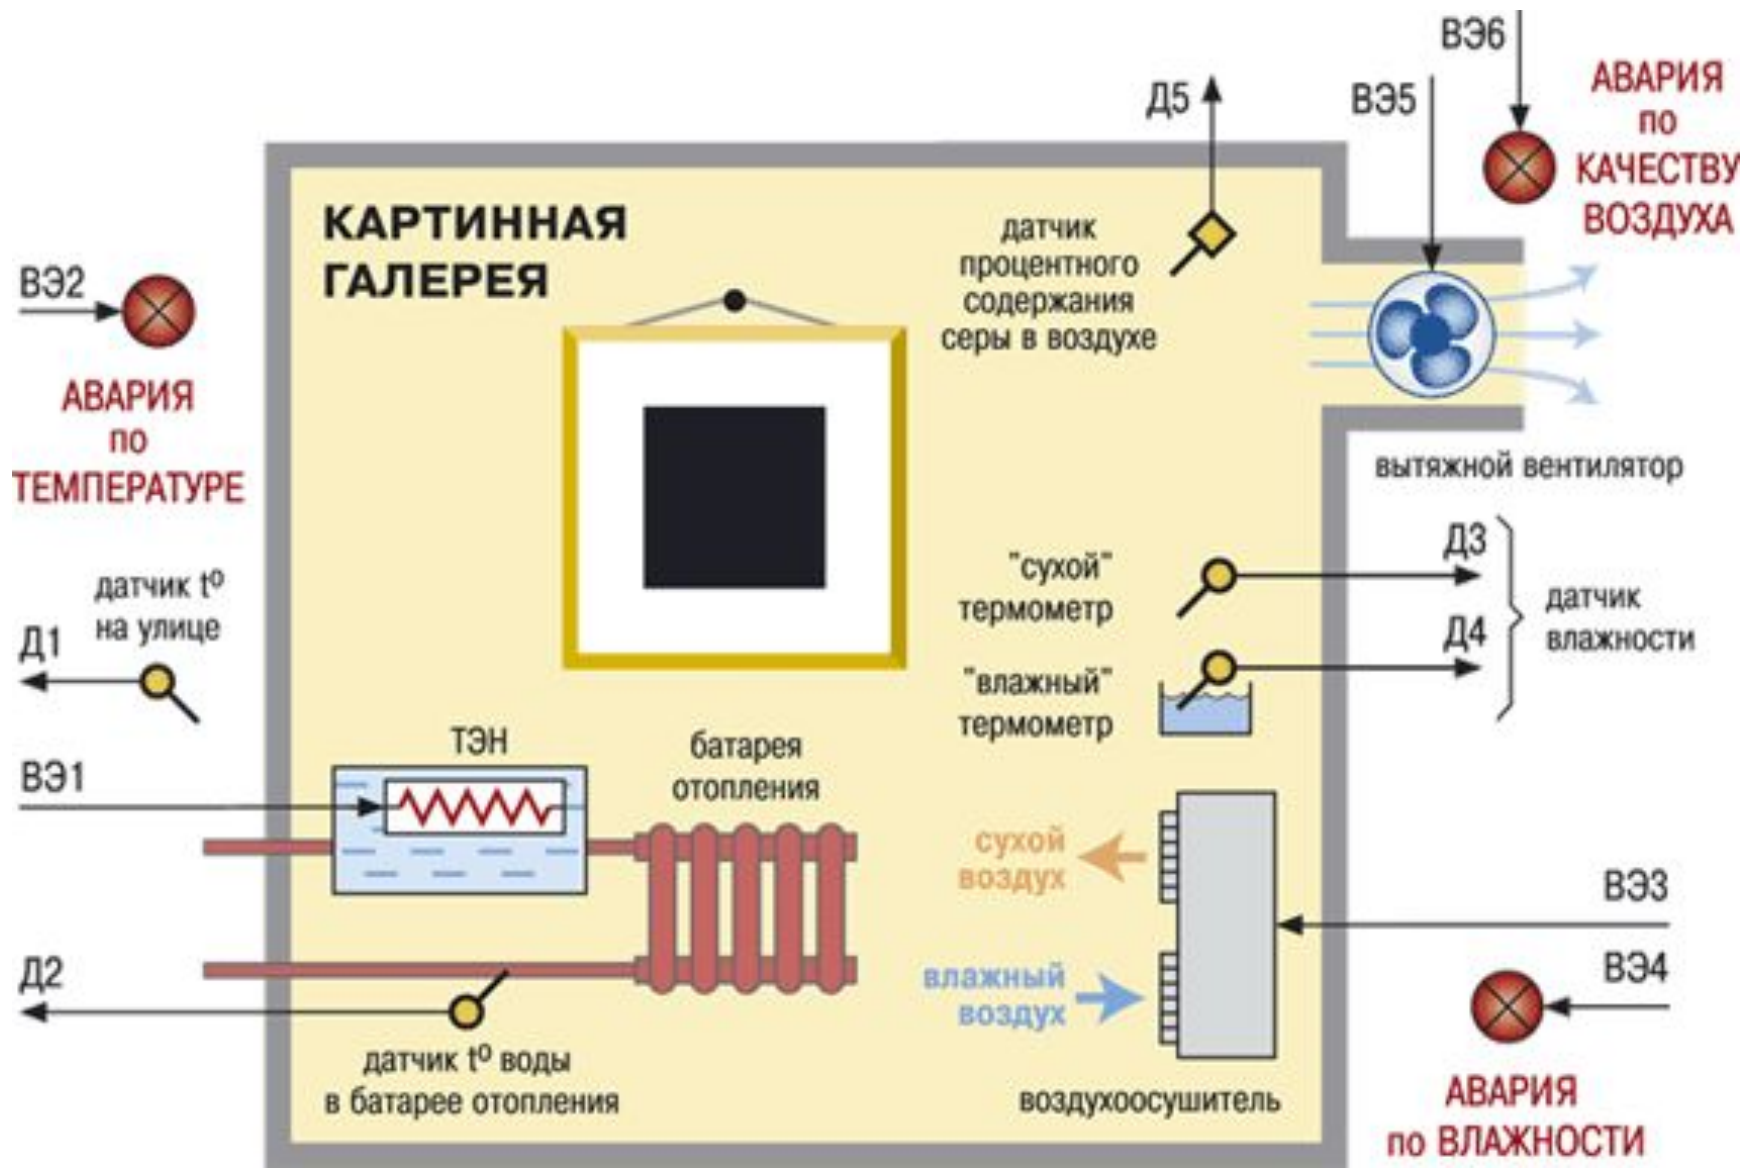 ВЭ6
АВАРИЯ
по
КАЧЕСТВУ
ВОЗДУХА
ВЭ5
Д5
КАРТИННАЯ
ГАЛЕРЕЯ
датчик
процентного
содержания
серы в воздухе
ВЭ2
АВАРИЯ
по
ТЕМПЕРАТУРЕ
вытяжной вентилятор
датчик t⁰
на улице
Д1
"сухой"
термометр
Д3
"влажный"
термометр
Д4
датчик
влажности
ВЭ1
ТЭН
батарея
отопления
сухой
воздух
влажный
воздух
ВЭ3
ВЭ4
Д2
датчик t⁰ воды
в батарее отопления
воздухоосушитель
АВАРИЯ
по ВЛАЖНОСТИ